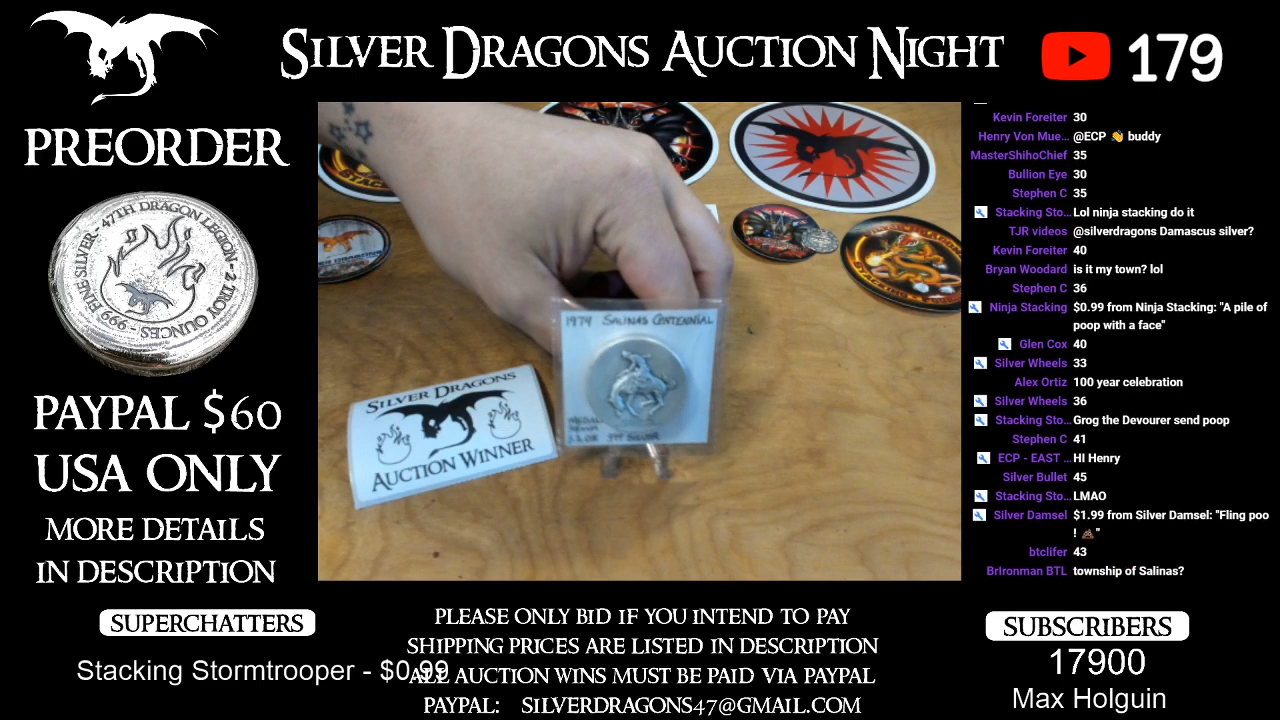 SILVER DRAGONS AUCTION NIGHT
179
PREORDER
47TH DRAGON LEGION - 2 TROY OUNCES - .999 FINE SILVER -
PAYPAL $60
USA ONLY
MORE DETAILS
IN DESCRIPTION
1974 SALINAS CENTENNIAL
999 SILVER
SILVER DRAGONS
AUCTION WINNER
Kevin Foreiter 30
Henry Von Mue... @ECP 👏 buddy
MasterShihoChief 35
Bullion Eye 30
Stephen C 35
Stacking Sto... Lol ninja stacking do it
TJR videos @silverdragons Damascus silver?
Kevin Foreiter 40
Bryan Woodard is it my town? lol
Stephen C 36
Ninja Stacking $0.99 from Ninja Stacking: "A pile of
poop with a face"
Glen Cox 40
Silver Wheels 33
Alex Ortiz 100 year celebration
Silver Wheels 36
Stacking Sto... Grog the Devourer send poop
Stephen C 41
ECP - EAST ... HI Henry
Silver Bullet 45
Stacking Sto... LMAO
Silver Damsel $1.99 from Silver Damsel: "Fling poo
! 💩"
btclifer 43
BrIronman BTL township of Salinas?
SUPERCHATTERS
Stacking Stormtrooper - $0.99
PLEASE ONLY BID IF YOU INTEND TO PAY
SHIPPING PRICES ARE LISTED IN DESCRIPTION
ALL AUCTION WINS MUST BE PAID VIA PAYPAL
PAYPAL: SILVERDRAGONS47@GMAIL.COM
SUBSCRIBERS
17900
Max Holguin